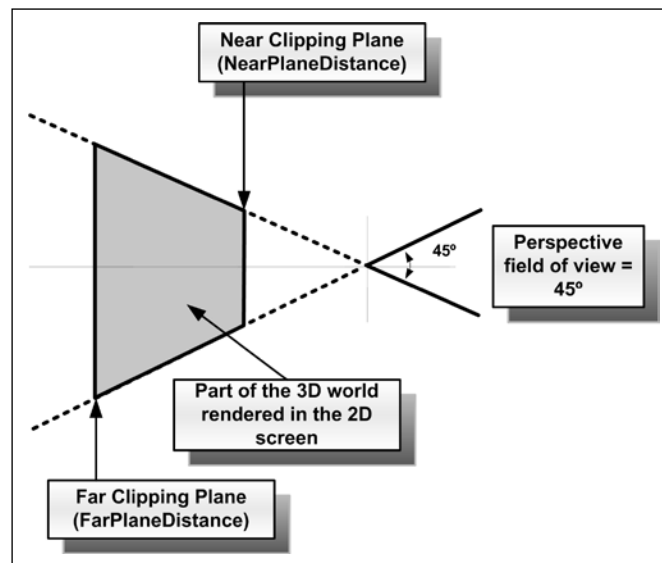 Near Clipping Plane
(NearPlaneDistance)
45º
Perspective
field of view =
45º
Part of the 3D world
rendered in the 2D
screen
Far Clipping Plane
(FarPlaneDistance)